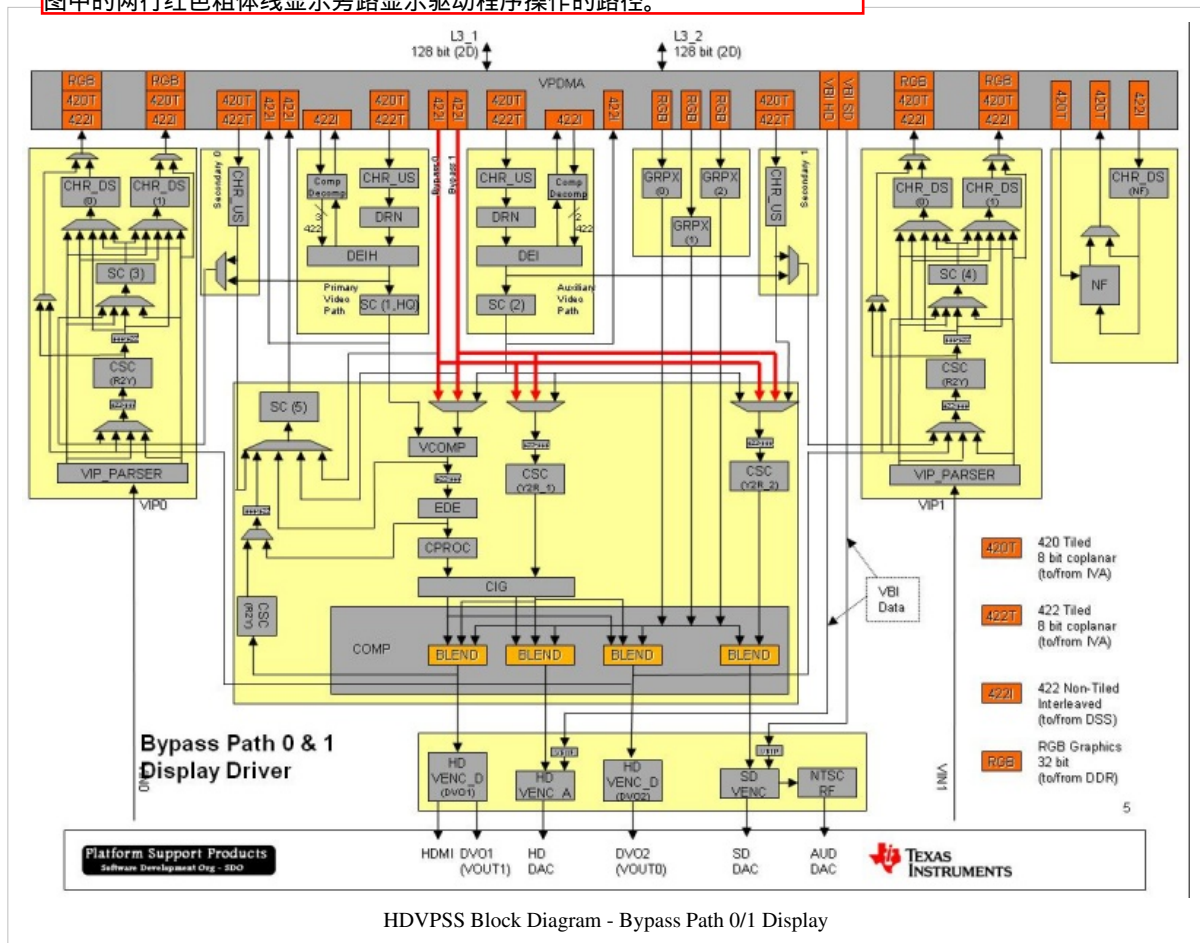 图中的两行红色粗体线显示旁路显示驱动程序操作的路径。
L3_1
128 bit (2D)
L3_2
128 bit (2D)
VPDMA
RGB
420T
422I
RGB
420T
422I
420T
422T
422I
422I
422I
420T
422T
422I
422I
420T
422T
422I
422I
RGB
RGB
RGB
420T
422T
VBI HD
VBI SD
RGB
420T
422I
RGB
420T
422I
420T
420T
422I
CHR_DS
(0)
CHR_DS
(1)
SC (3)
CSC
(R2Y)
VIP_PARSER
VIP0
Secondary 0
CHR_US
Comp
Decomp
3
422
CHR_US
DRN
DEIH
Primary
Video
Path
SC (1,HQ)
Bypass 0
Bypass 1
CHR_US
DRN
DEI
SC (2)
Comp
Decomp
2
422
Auxiliary
Video
Path
GRPX
(0)
GRPX
(1)
GRPX
(2)
Secondary 1
CHR_US
CHR_DS
(0)
CHR_DS
(1)
SC (4)
CSC
(R2Y)
VIP_PARSER
VIP1
CHR_DS
(NF)
NF
SC (5)
VCOMP
EDE
CPROC
CSC
(Y2R_1)
CSC
(Y2R_2)
CIG
CSC
(R2Y)
COMP
BLEND
BLEND
BLEND
BLEND
VBI
Data
420T
420 Tiled
8 bit coplanar
(to/from IVA)
422T
422 Tiled
8 bit coplanar
(to/from IVA)
422I
422 Non-Tiled
Interleaved
(to/from DSS)
RGB
RGB Graphics
32 bit
(to/from DDR)
Bypass Path 0 & 1
Display Driver
VIN0
VIN1
HD
VENC_D
(DVO1)
HD
VENC_A
HD
VENC_D
(DVO2)
SD
VENC
NTSC
RF
5
Platform Support Products
Software Development Org - SDO
HDMI
DVO1
(VOUT1)
HD
DAC
DVO2
(VOUT0)
SD
DAC
AUD
DAC
TEXAS
INSTRUMENTS
HDVPSS Block Diagram - Bypass Path 0/1 Display